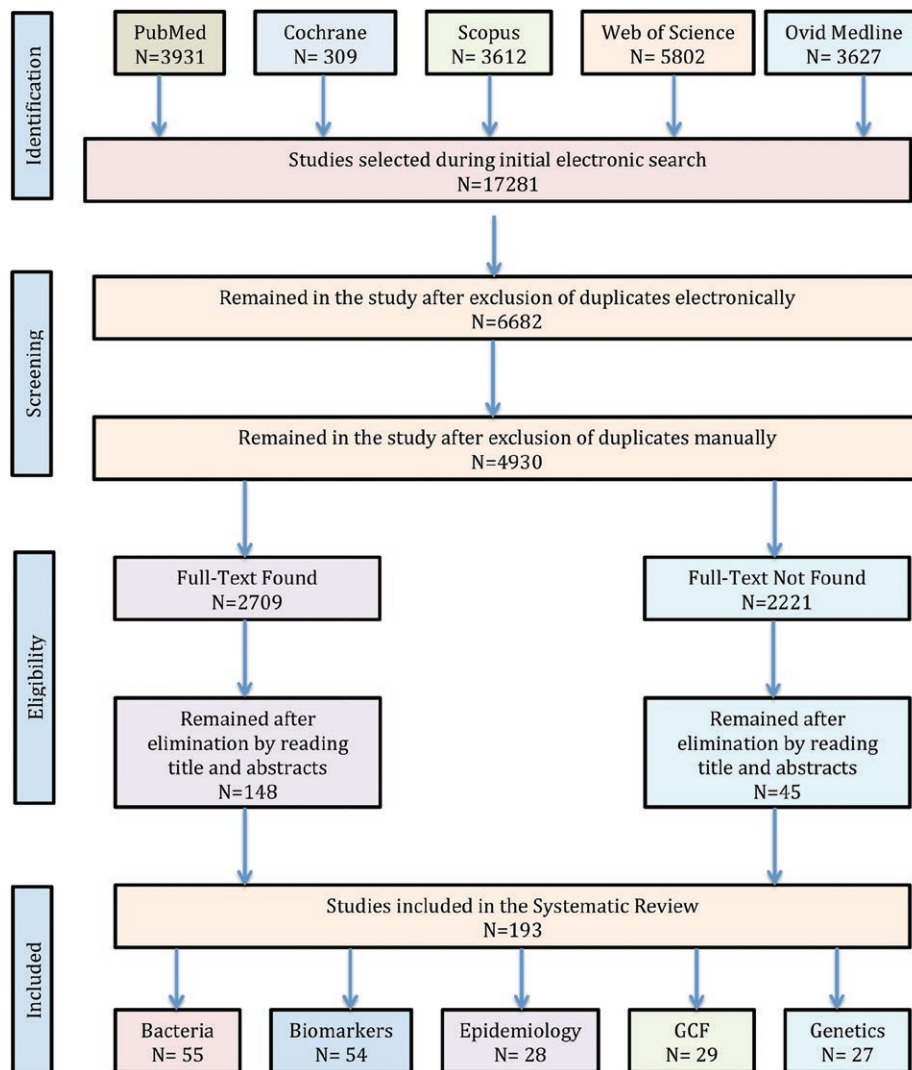 Identification
PubMed
N=3931
Cochrane
N= 309
Scopus
N= 3612
Web of Science
N= 5802
Ovid Medline
N= 3627
Studies selected during initial electronic search
N=17281
Screening
Remained in the study after exclusion of duplicates electronically
N=6682
Remained in the study after exclusion of duplicates manually
N=4930
Eligibility
Full-Text Found
N=2709
Full-Text Not Found
N=2221
Remained after
elimination by reading
title and abstracts
N=148
Remained after
elimination by reading
title and abstracts
N=45
Included
Studies included in the Systematic Review
N=193
Bacteria
N= 55
Biomarkers
N= 54
Epidemiology
N= 28
GCF
N= 29
Genetics
N= 27